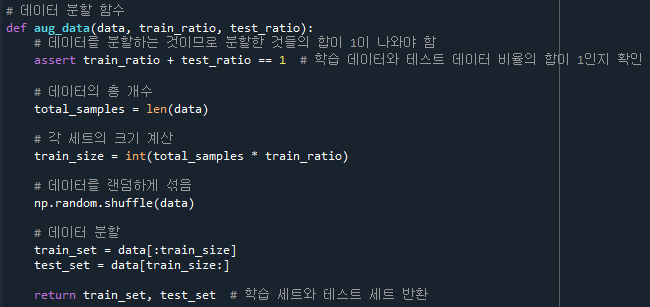 # 데이터 분할 함수
def aug_data(data, train_ratio, test_ratio):
    # 데이터를 분할하는 것이므로 분할한 것들의 합이 1이 나와야 함
    assert train_ratio + test_ratio == 1  # 학습 데이터와 테스트 데이터 비율의 합이 1인지 확인
    # 데이터의 총 개수
    total_samples = len(data)
    # 각 세트의 크기 계산
    train_size = int(total_samples * train_ratio)
    # 데이터를 랜덤하게 섞음
    np.random.shuffle(data)
    # 데이터 분할
    train_set = data[:train_size]
    test_set = data[train_size:]
    return train_set, test_set  # 학습 세트와 테스트 세트 반환